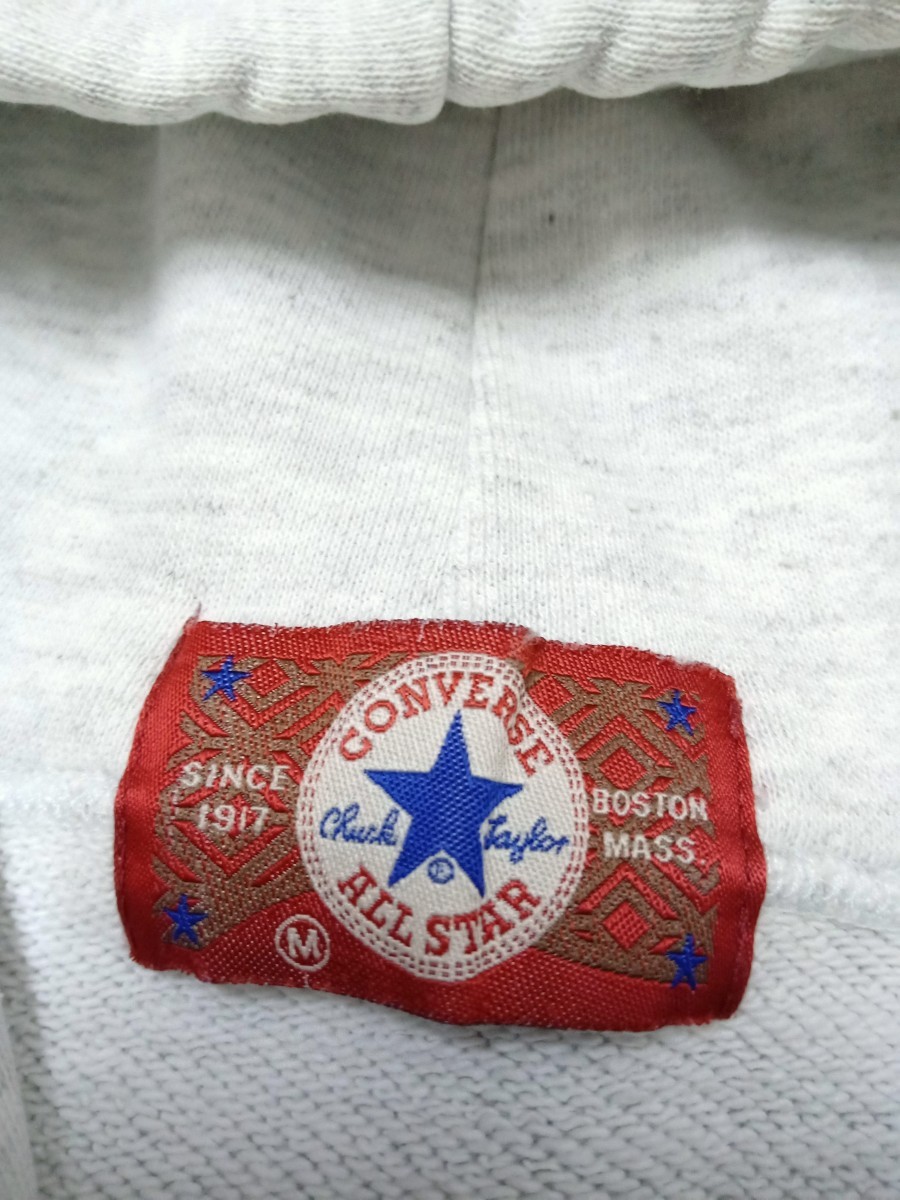 CONVERSE
SINCE
1917
Chuck Taylor
®
BOSTON
MASS.
ALL STAR
M